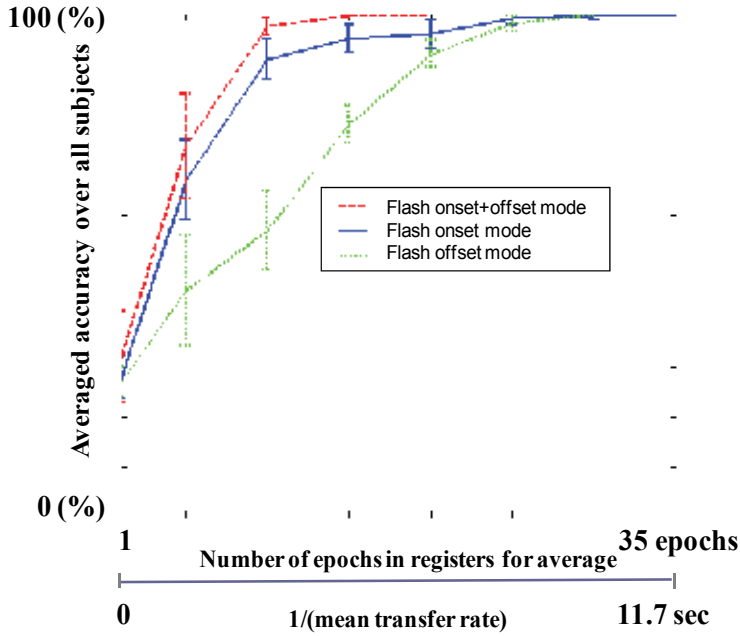 100 (%)
Averaged accuracy over all subjects
Flash onset+offset mode
Flash onset mode
Flash offset mode
0 (%)
1
35 epochs
Number of epochs in registers for average
0
1/(mean transfer rate)
11.7 sec